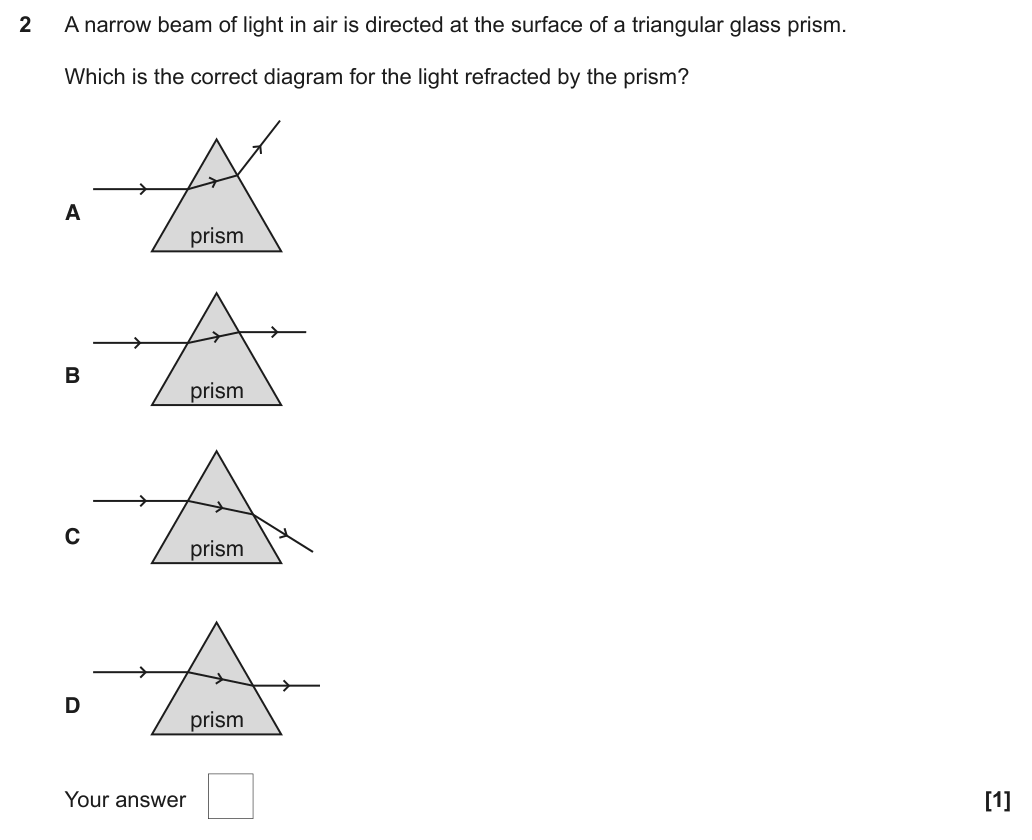 2 A narrow beam of light in air is directed at the surface of a triangular glass prism.
Which is the correct diagram for the light refracted by the prism?
A
prism
B
prism
C
prism
D
prism
Your answer [1]